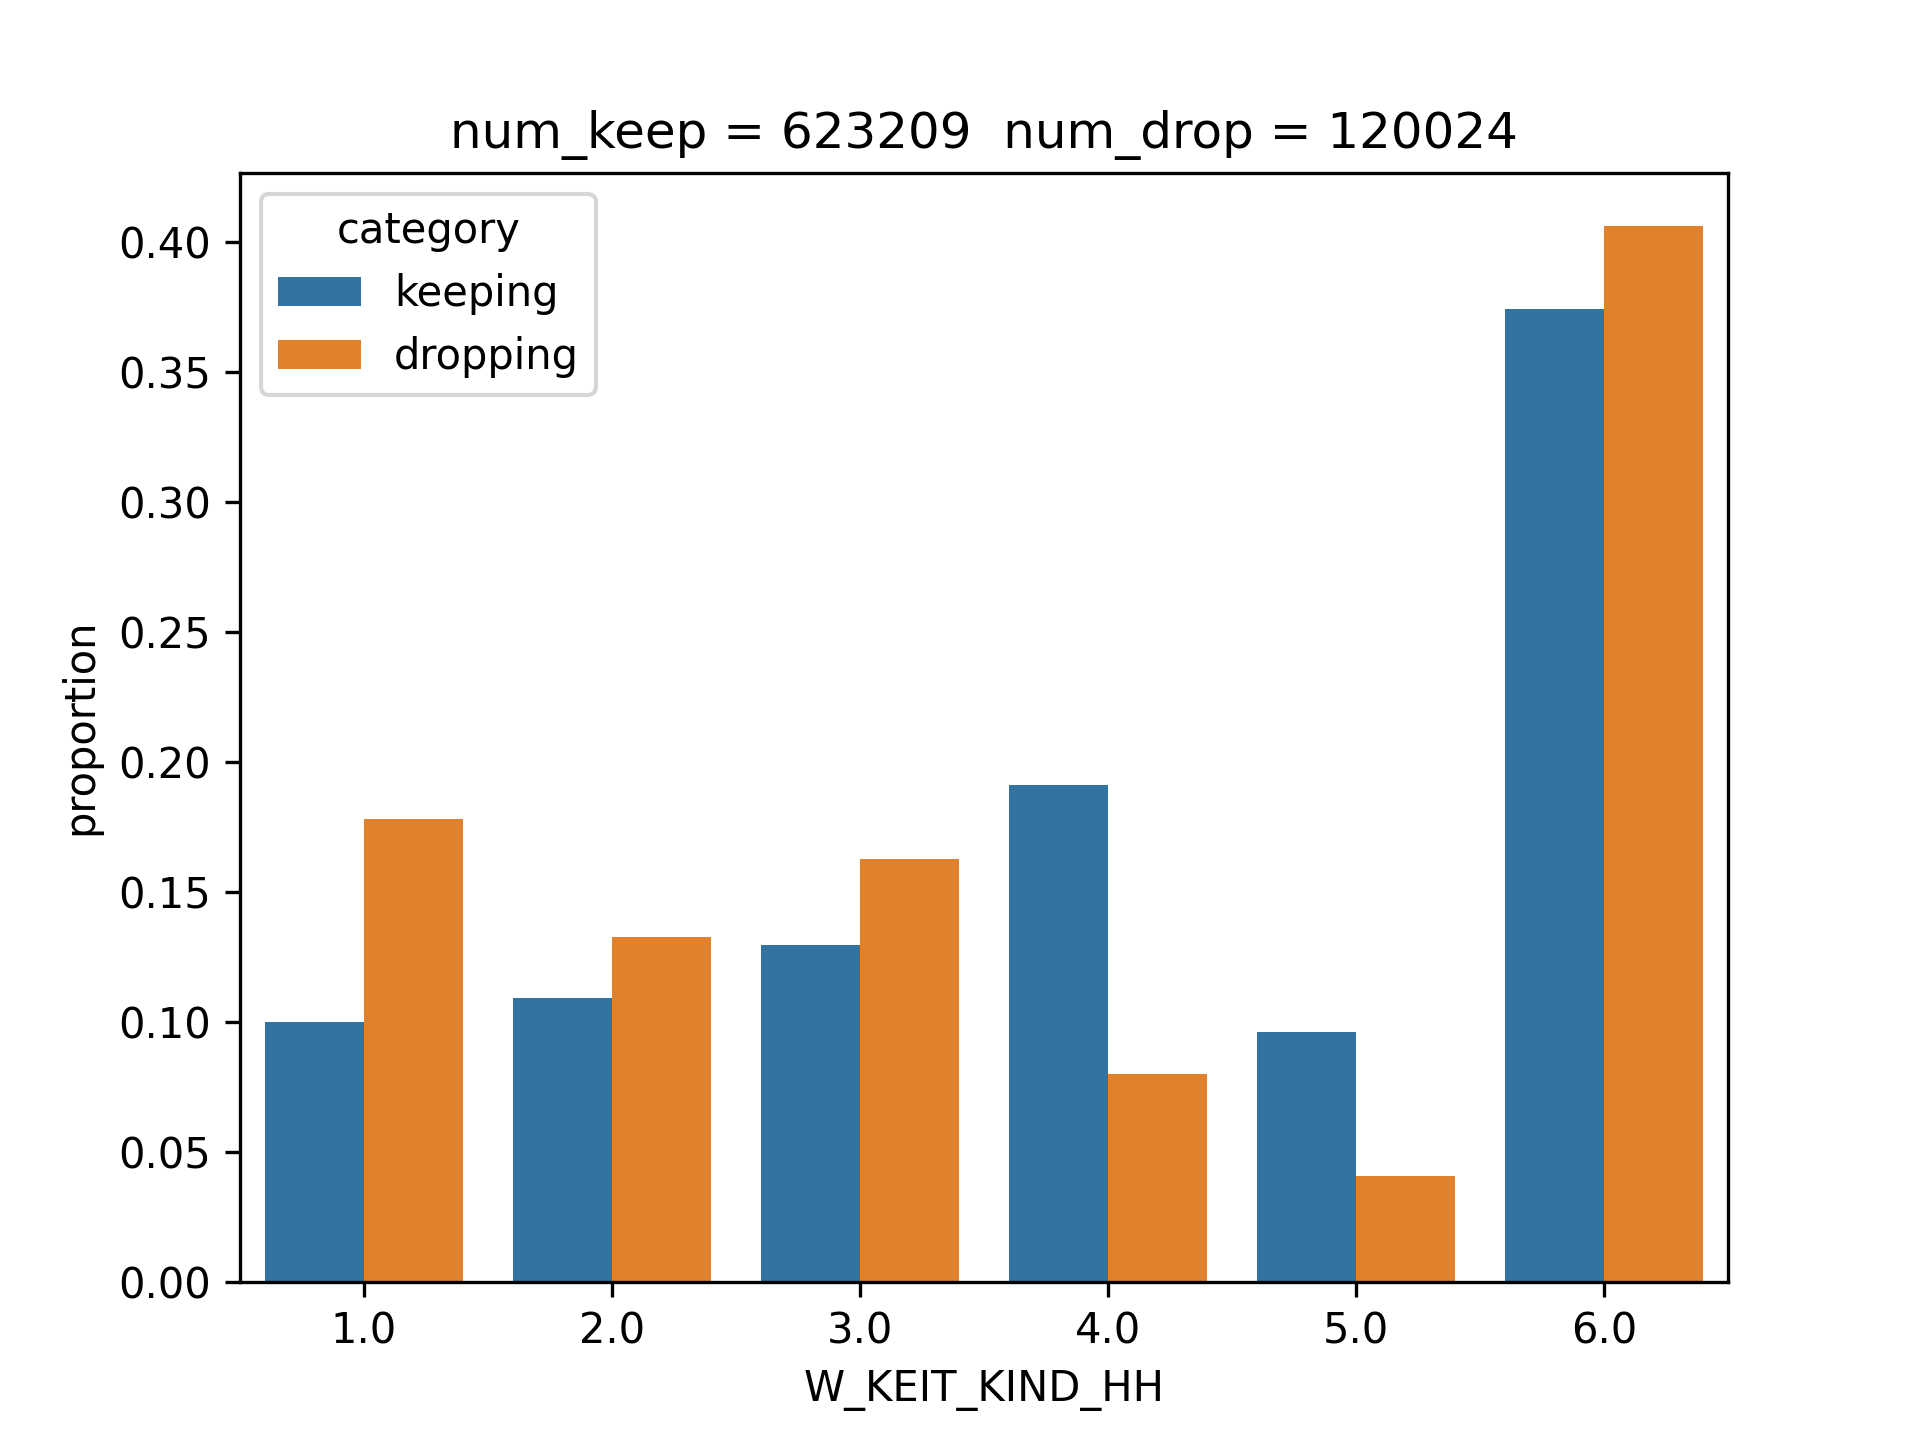 num_keep = 623209  num_drop = 120024
category
keeping
dropping
0.40
0.35
0.30
0.25
0.20
0.15
0.10
0.05
0.00
proportion
1.0 2.0 3.0 4.0 5.0 6.0
W_KEIT_KIND_HH